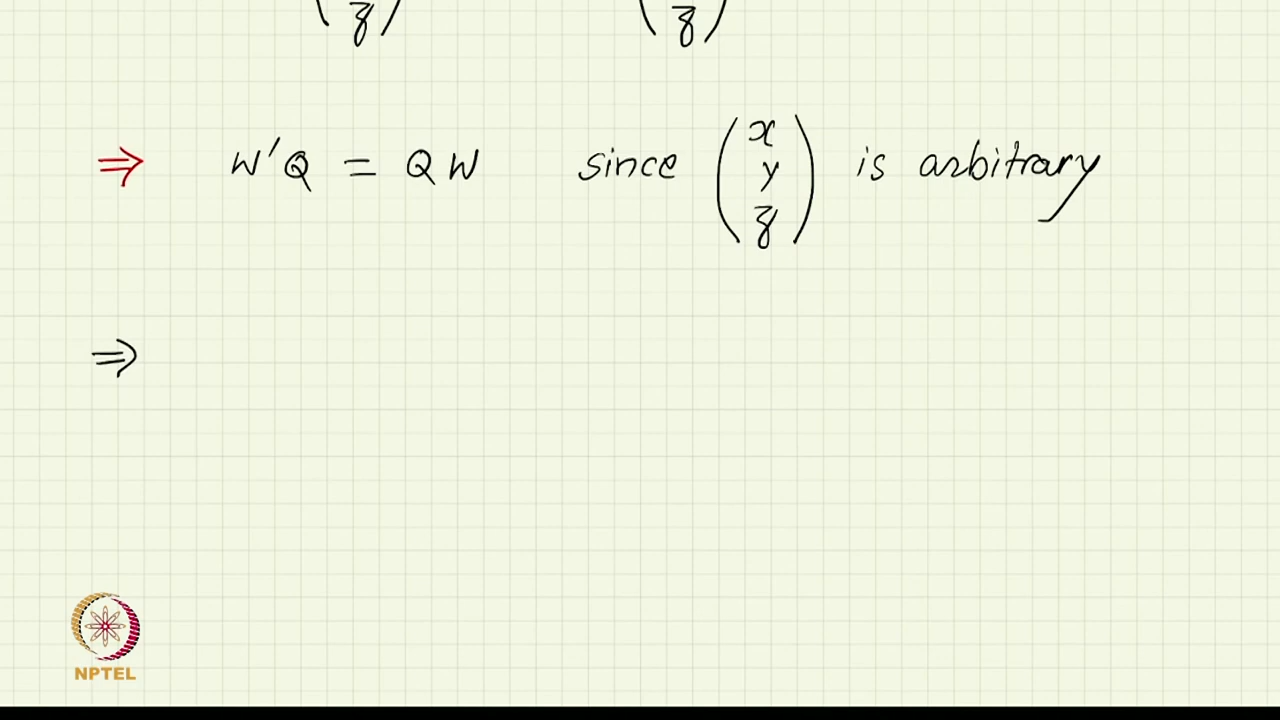 ( z )   ( z )
⇒ W'Q = QW since ( x y z ) is arbitrary
⇒
NPTEL